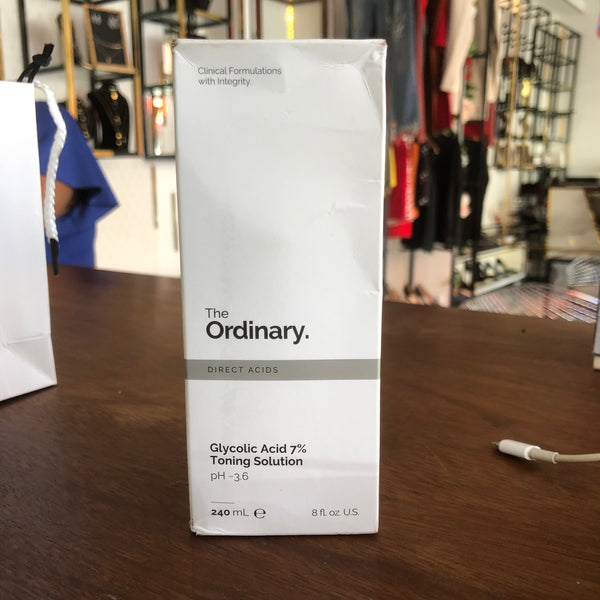 Clinical Formulations
with Integrity.
The
Ordinary.
DIRECT ACIDS
Glycolic Acid 7%
Toning Solution
pH ~3.6
240 mL ℮
8 fl. oz. U.S.